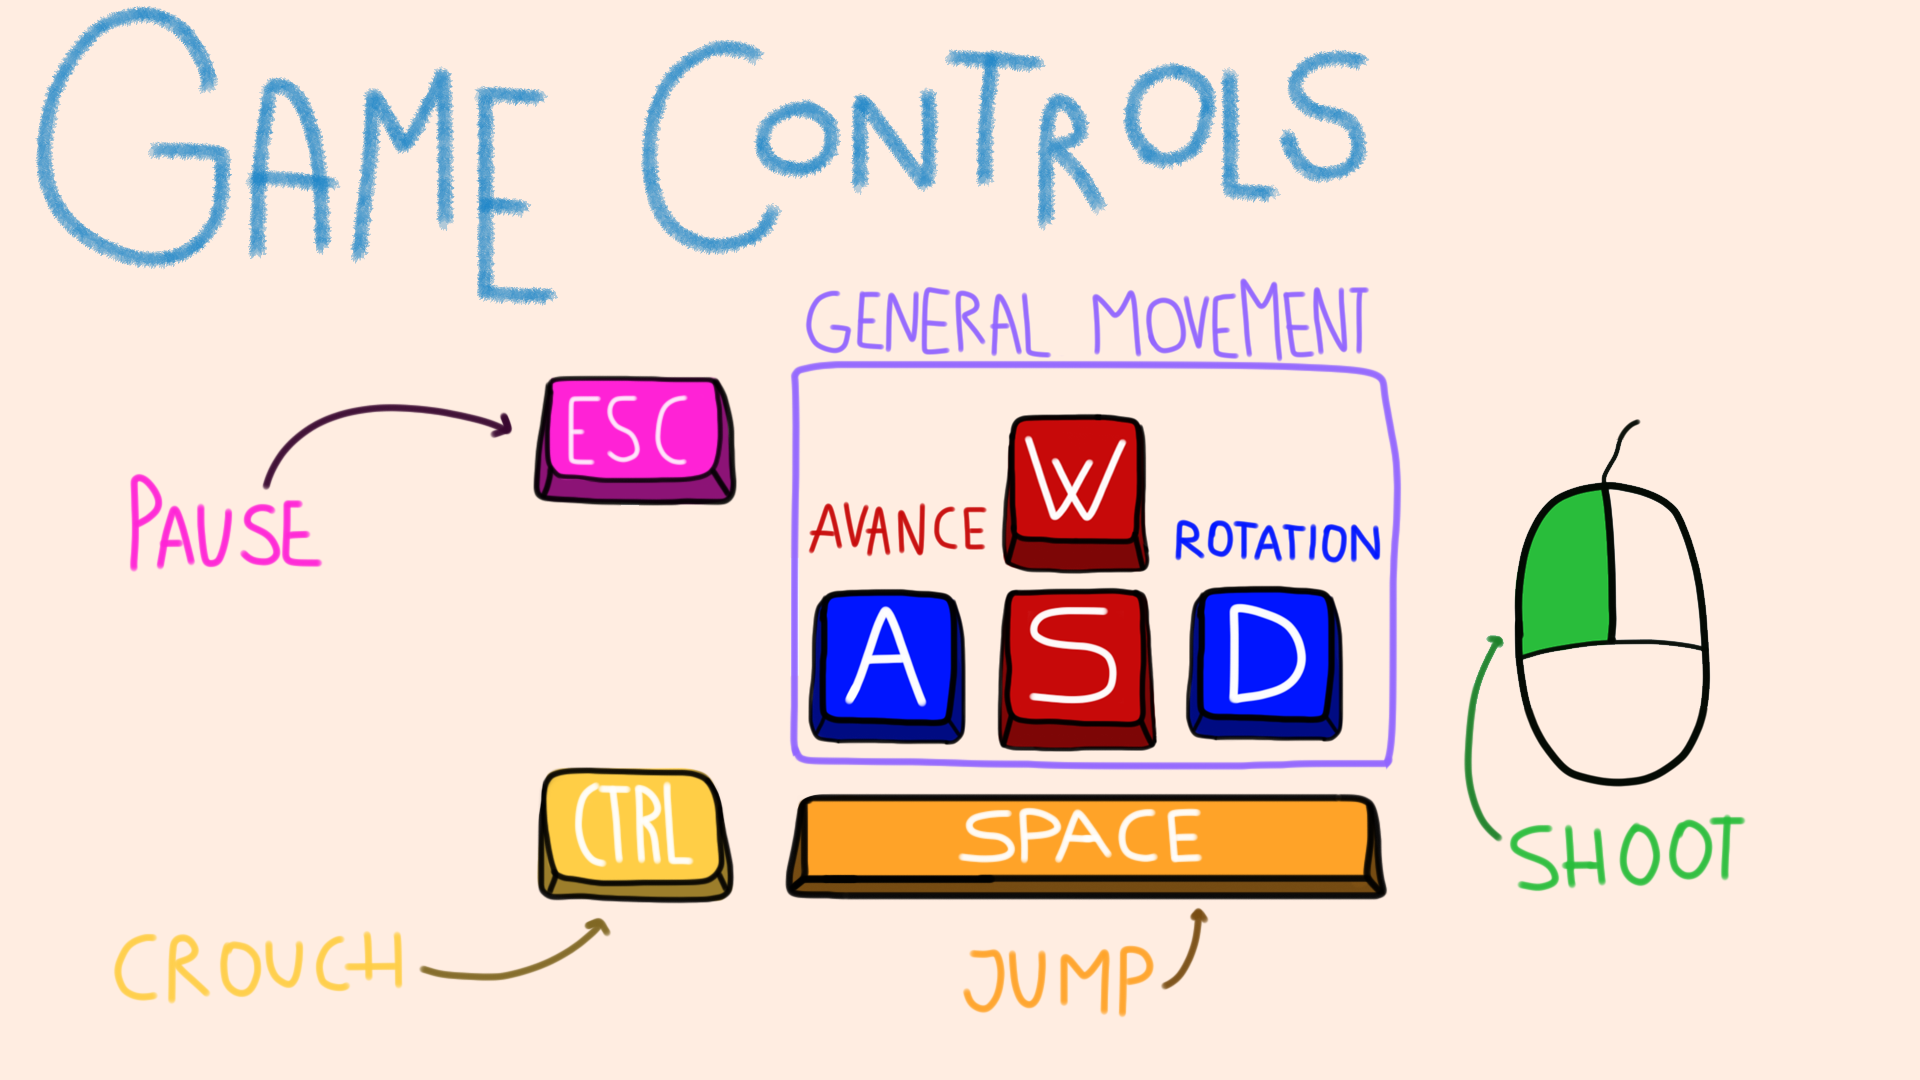 GAME CONTROLS
GENERAL MOVEMENT
ESC
W
PAUSE
AVANCE
ROTATION
A
S
D
CTRL
SPACE
SHOOT
CROUCH
JUMP